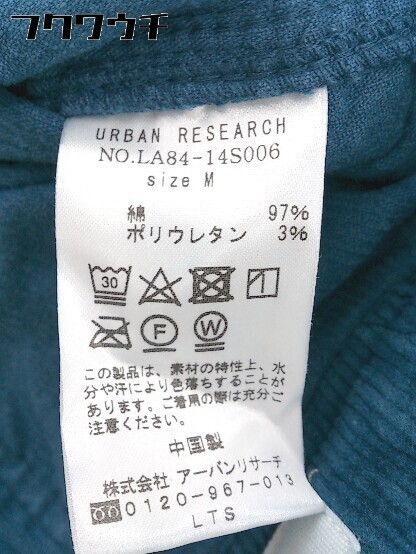 フクワウチ
URBAN RESEARCH
NO.LA84-14S006
size M
綿 97%
ポリウレタン 3%
30
F W
この製品は、素材の特性上、水
分や汗により色落ちすることが
あります。ご着用の際は充分ご
注意ください。
中国製
株式会社 アーバンリサーチ
0120-967-013
LTS